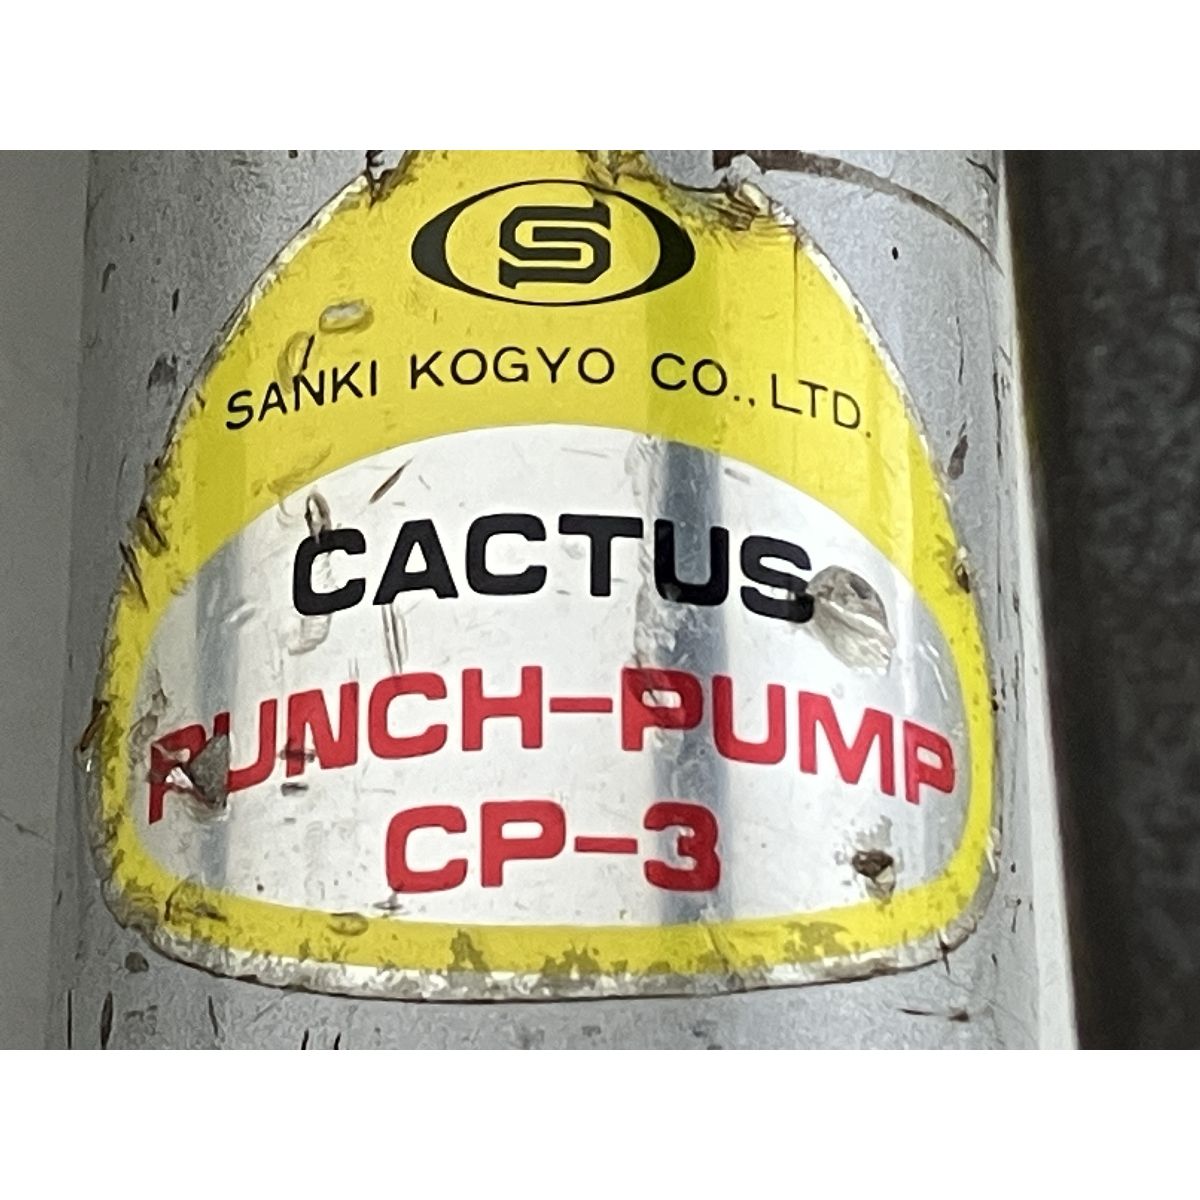 S
SANKI KOGYO CO., LTD.
CACTUS
PUNCH-PUMP
CP-3